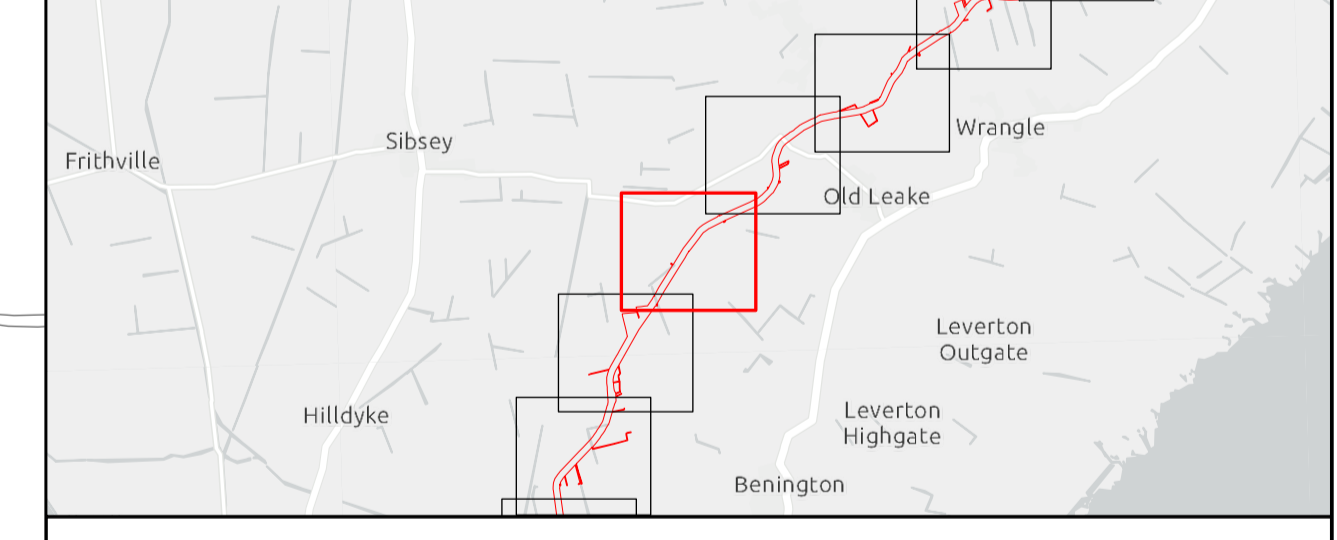 Wrangle
Sibsey
Frithville
Old Leake
Leverton
Outgate
Hilldyke
Leverton
Highgate
Benington